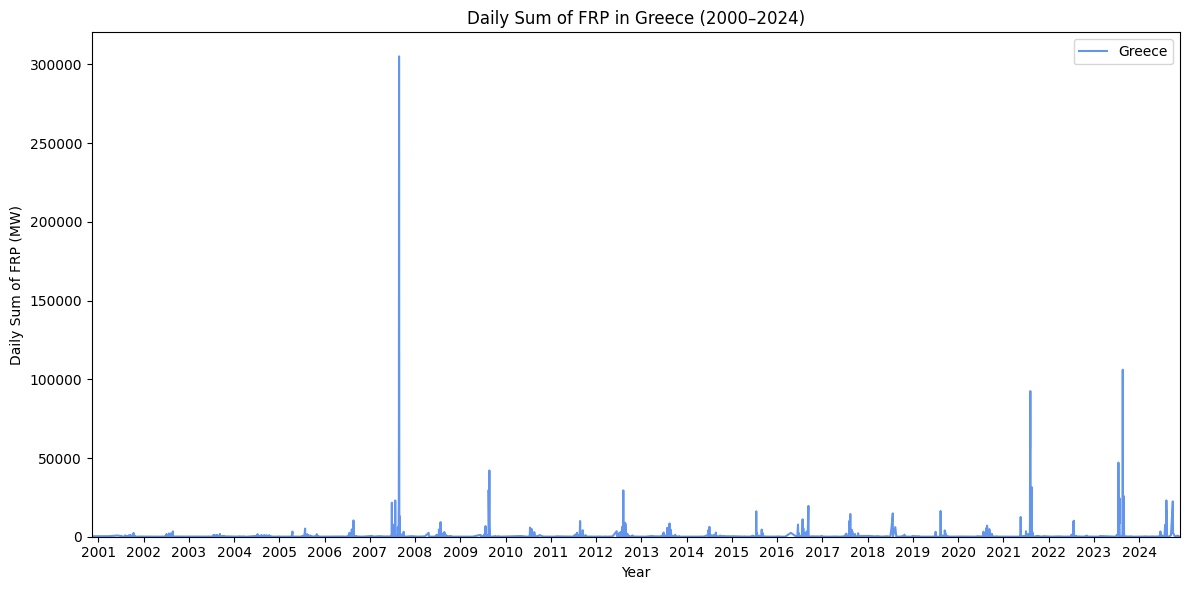 Daily Sum of FRP in Greece (2000–2024)
Greece
Daily Sum of FRP (MW)
300000
250000
200000
150000
100000
50000
0
2001 2002 2003 2004 2005 2006 2007 2008 2009 2010 2011 2012 2013 2014 2015 2016 2017 2018 2019 2020 2021 2022 2023 2024
Year